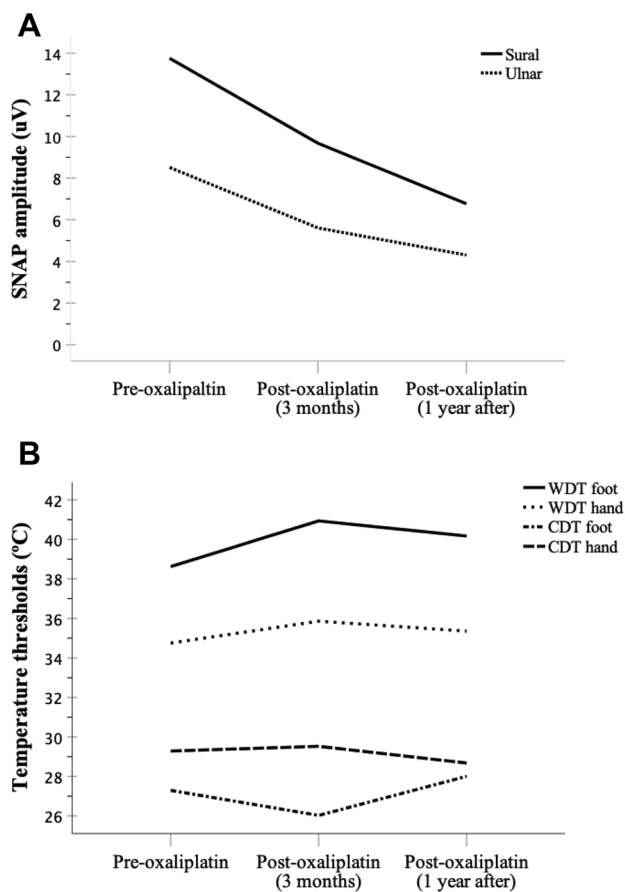 A
SNAP amplitude (uV)
14
12
10
8
6
4
2
0
Sural
Ulnar
Pre-oxalipaltin
Post-oxaliplatin
(3 months)
Post-oxaliplatin
(1 year after)
B
Temperature thresholds (ºC)
42
40
38
36
34
32
30
28
26
WDT foot
WDT hand
CDT foot
CDT hand
Pre-oxaliplatin
Post-oxaliplatin
(3 months)
Post-oxaliplatin
(1 year after)